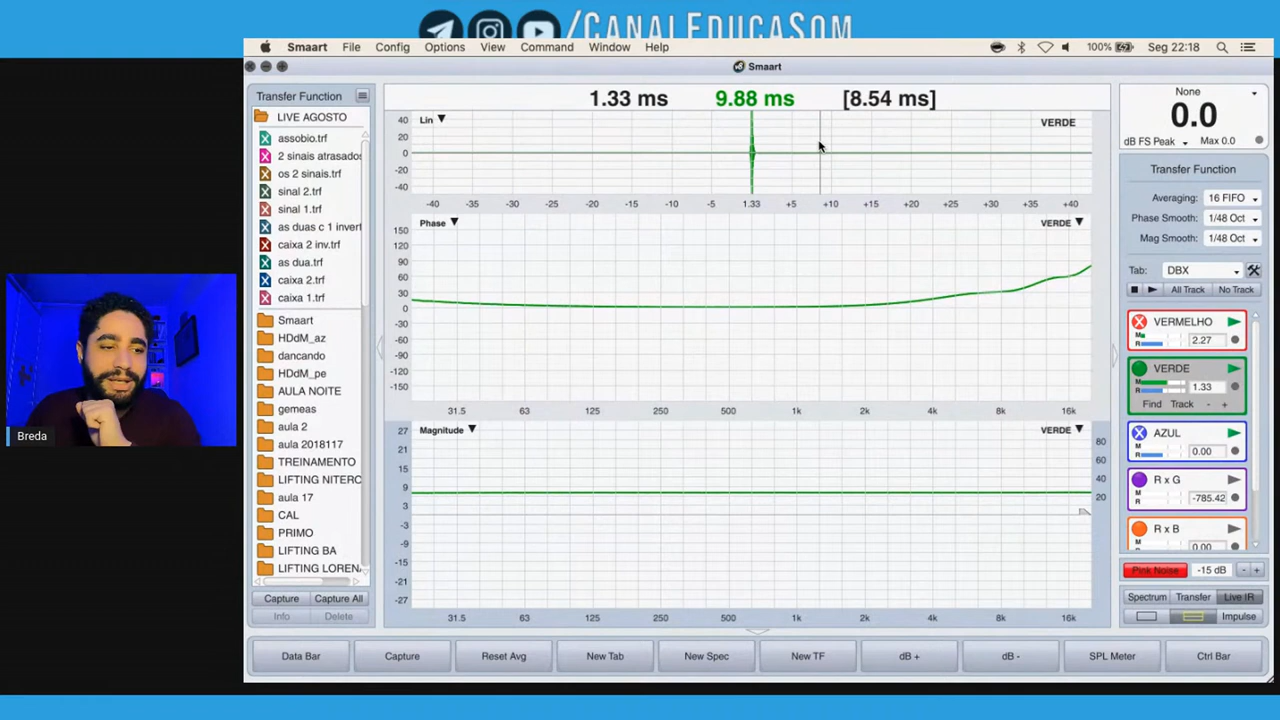 /CANALEDUCASOM
Smaart File Config Options View Command Window Help 100% Seg 22:18
Smaart
Transfer Function
LIVE AGOSTO
assobio.trf
2 sinais atrasados
os 2 sinais.trf
sinal 2.trf
sinal 1.trf
as duas c 1 invert
caixa 2 inv.trf
as dua.trf
caixa 2.trf
caixa 1.trf
Smaart
HDdM_az
dancando
HDdM_pe
AULA NOITE
gemeas
aula 2
aula 2018117
TREINAMENTO
LIFTING NITERO
aula 17
CAL
PRIMO
LIFTING BA
LIFTING LOREN
Capture Capture All
Info Delete
1.33 ms 9.88 ms [8.54 ms]
Lin VERDE
40
20
0
-20
-40
-40 -35 -30 -25 -20 -15 -10 -5 1.33 +5 +10 +15 +20 +25 +30 +35 +40
Phase VERDE
150
120
90
60
30
0
-30
-60
-90
-120
-150
31.5 63 125 250 500 1k 2k 4k 8k 16k
Magnitude VERDE
27
21
15
9
3
-3
-9
-15
-21
-27
80
60
40
20
31.5 63 125 250 500 1k 2k 4k 8k 16k
None
0.0
dB FS Peak Max 0.0
Transfer Function
Averaging: 16 FIFO
Phase Smooth: 1/48 Oct
Mag Smooth: 1/48 Oct
Tab: DBX
All Track No Track
VERMELHO
M
R 2.27
VERDE
M
R 1.33
Find Track - +
AZUL
M
R 0.00
R x G
M
R -785.42
R x B
M
R 0.00
Pink Noise -15 dB - +
Spectrum Transfer Live IR
Impulse
Data Bar Capture Reset Avg New Tab New Spec New TF dB + dB - SPL Meter Ctrl Bar
Breda